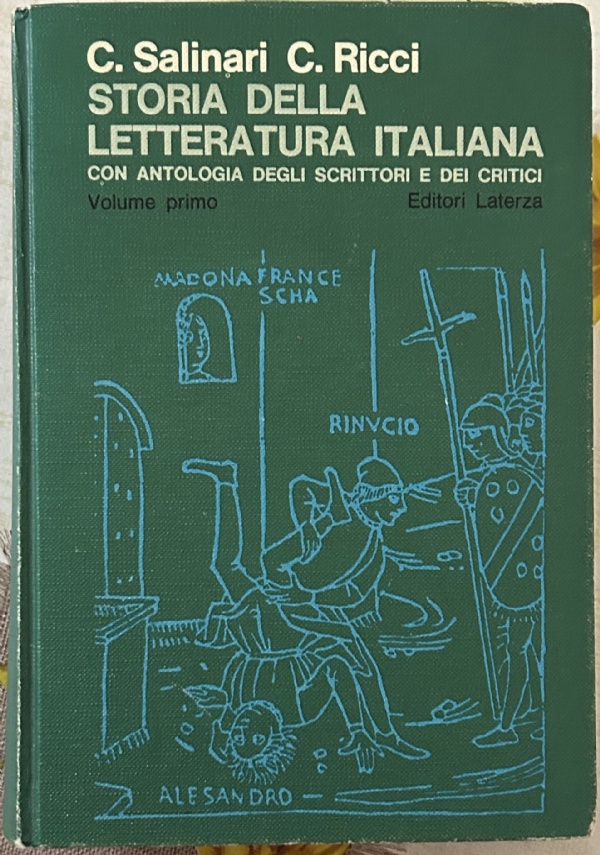 C. Salinari C. Ricci
STORIA DELLA
LETTERATURA ITALIANA
CON ANTOLOGIA DEGLI SCRITTORI E DEI CRITICI
Volume primo Editori Laterza
MADONA FRANCE
SCHA
RINVCIO
ALESANDRO